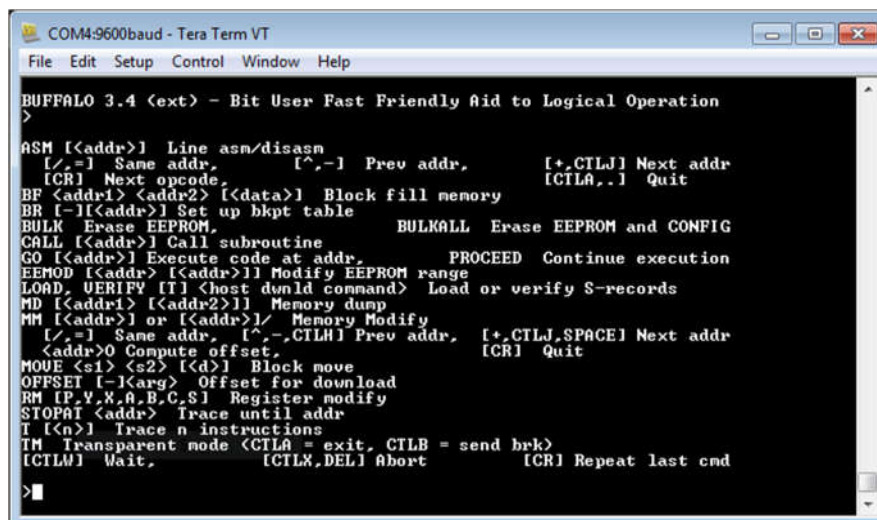 COM4:9600baud - Tera Term VT
File Edit Setup Control Window Help
BUFFALO 3.4 (ext) - Bit User Fast Friendly Aid to Logical Operation
>
ASM [<addr>] Line asm/disasm
[/,=] Same addr, [^,-] Prev addr, [+,CTLJ] Next addr
[CR] Next opcode, [CTLA,.] Quit
BF <addr1> <addr2> [<data>] Block fill memory
BR [-][<addr>] Set up bkpt table
BULK Erase EEPROM, BULKALL Erase EEPROM and CONFIG
CALL [<addr>] Call subroutine
GO [<addr>] Execute code at addr, PROCEED Continue execution
EEMOD [<addr> [<addr>]] Modify EEPROM range
LOAD, VERIFY [T] <host dwnld command> Load or verify S-records
MD [<addr1> [<addr2>]] Memory dump
MM [<addr>] or [<addr>]/ Memory Modify
[/,=] Same addr, [^,-,CTLH] Prev addr, [+,CTLJ,SPACE] Next addr
<addr>O Compute offset, [CR] Quit
MOVE <s1> <s2> [<d>] Block move
OFFSET [-]<arg> Offset for download
RM [P,Y,X,A,B,C,S] Register modify
STOPAT <addr> Trace until addr
T [<n>] Trace n instructions
TM Transparent mode (CTLA = exit, CTLB = send brk)
[CTLW] Wait, [CTLX,DEL] Abort [CR] Repeat last cmd
>